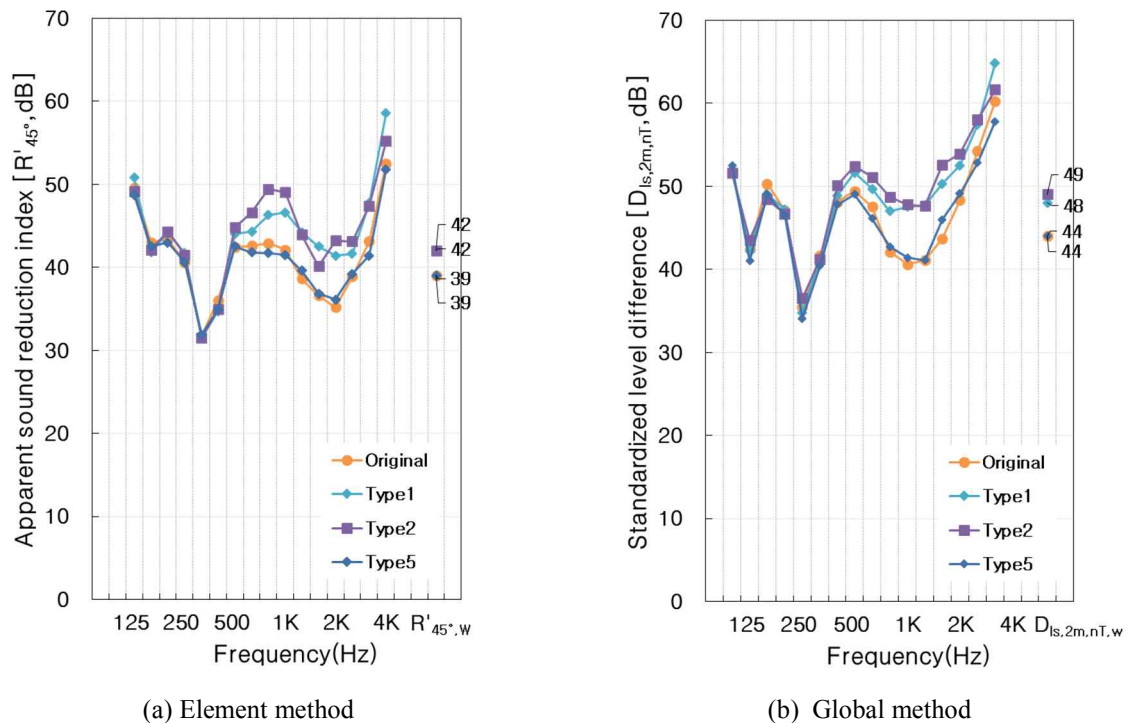 Apparent sound reduction index [R'45°,dB]
70
60
50
40
30
20
10
0
42
42
39
39
Original
Type1
Type2
Type5
125 250 500 1K 2K 4K R'45°,W
Frequency(Hz)
(a) Element method
Standardized level difference [Dls,2m,nT,dB]
70
60
50
40
30
20
10
0
49
48
44
44
Original
Type1
Type2
Type5
125 250 500 1K 2K 4K Dls,2m,nT,w
Frequency(Hz)
(b) Global method